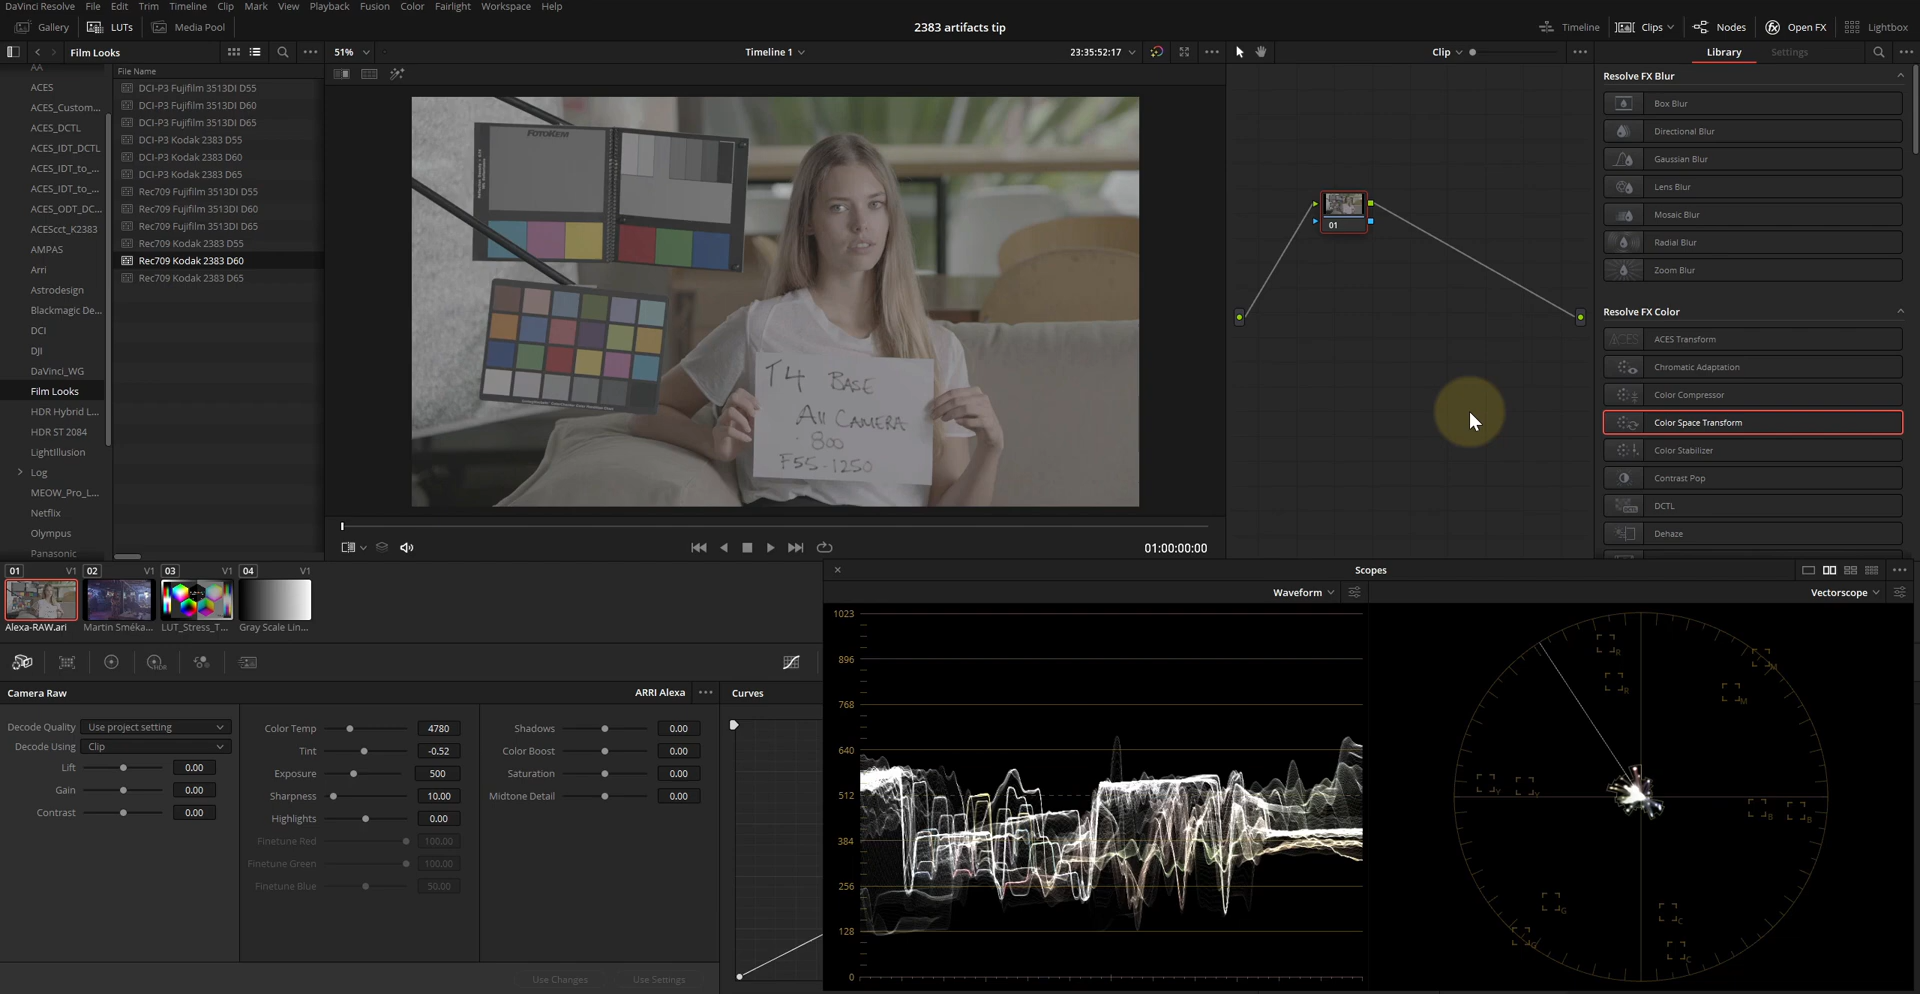 DaVinci Resolve File Edit Trim Timeline Clip Mark View Playback Fusion Color Fairlight Workspace Help
Gallery LUTs Media Pool 2383 artifacts tip Timeline Clips Nodes Open FX Lightbox
Film Looks 51% Timeline 1 23:35:52:17 Clip Library Settings
File Name
AA
ACES
ACES_Custom...
ACES_DCTL
ACES_IDT_DCTL
ACES_IDT_to_...
ACES_IDT_to_...
ACES_ODT_DC...
ACEScct_K2383
AMPAS
Arri
Astrodesign
Blackmagic De...
DCI
DJI
DaVinci_WG
Film Looks
HDR Hybrid L...
HDR ST 2084
LightIllusion
Log
MEOW_Pro_L...
Netflix
Olympus
Panasonic
DCI-P3 Fujifilm 3513DI D55
DCI-P3 Fujifilm 3513DI D60
DCI-P3 Fujifilm 3513DI D65
DCI-P3 Kodak 2383 D55
DCI-P3 Kodak 2383 D60
DCI-P3 Kodak 2383 D65
Rec709 Fujifilm 3513DI D55
Rec709 Fujifilm 3513DI D60
Rec709 Fujifilm 3513DI D65
Rec709 Kodak 2383 D55
Rec709 Kodak 2383 D60
Rec709 Kodak 2383 D65
FOTOKEM
T4 BASE
All CAMERA
- 800
F55-1250
01:00:00:00
01
Resolve FX Blur
Box Blur
Directional Blur
Gaussian Blur
Lens Blur
Mosaic Blur
Radial Blur
Zoom Blur
Resolve FX Color
ACES Transform
Chromatic Adaptation
Color Compressor
Color Space Transform
Color Stabilizer
Contrast Pop
DCTL
Dehaze
01 V1 02 V1 03 V1 04 V1
Alexa-RAW.ari Martin Sméka... LUT_Stress_T... Gray Scale Lin...
Camera Raw ARRI Alexa Curves
Decode Quality Use project setting
Decode Using Clip
Lift 0.00
Gain 0.00
Contrast 0.00
Color Temp 4780
Tint -0.52
Exposure 500
Sharpness 10.00
Highlights 0.00
Finetune Red 100.00
Finetune Green 100.00
Finetune Blue 50.00
Shadows 0.00
Color Boost 0.00
Saturation 0.00
Midtone Detail 0.00
Use Changes Use Settings
Scopes
Waveform Vectorscope
1023
896
768
640
512
384
256
128
0
R
M
R
M
Y
Y
B
B
G
C
G
C